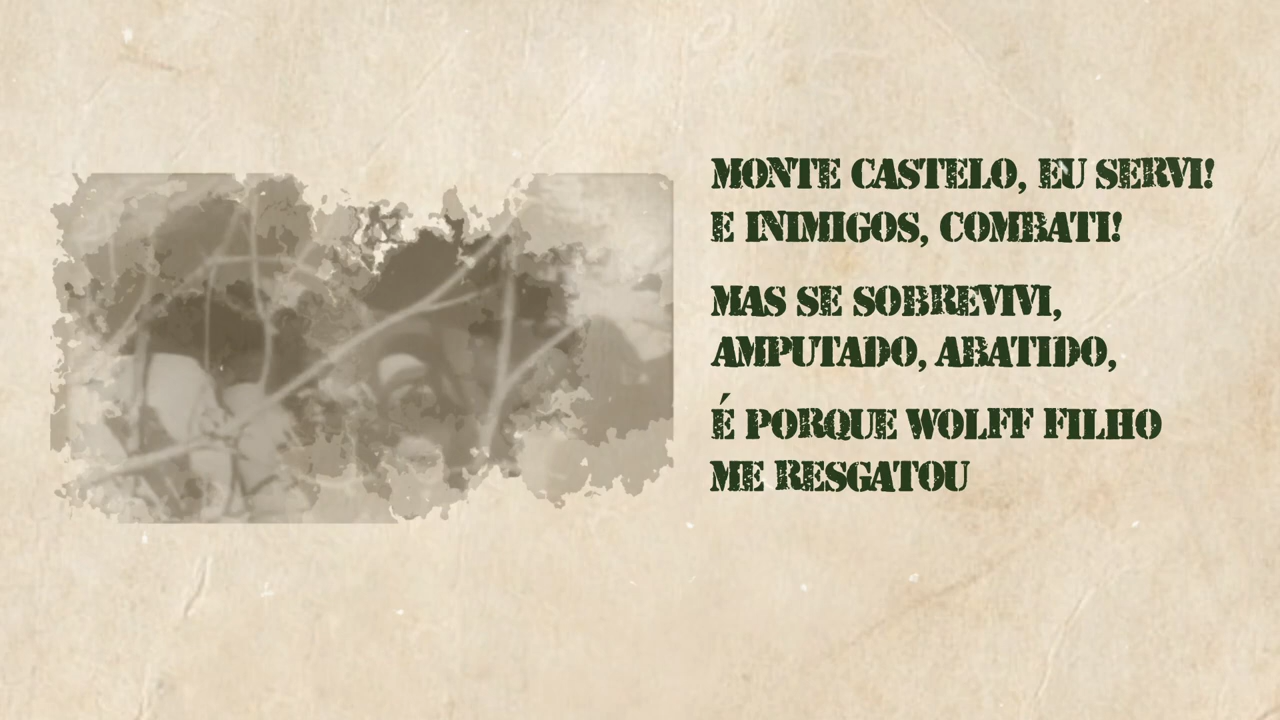 MONTE CASTELO, EU SERVI!
E INIMIGOS, COMBATI!
MAS SE SOBREVIVI,
AMPUTADO, ABATIDO,
É PORQUE WOLFF FILHO
ME RESGATOU